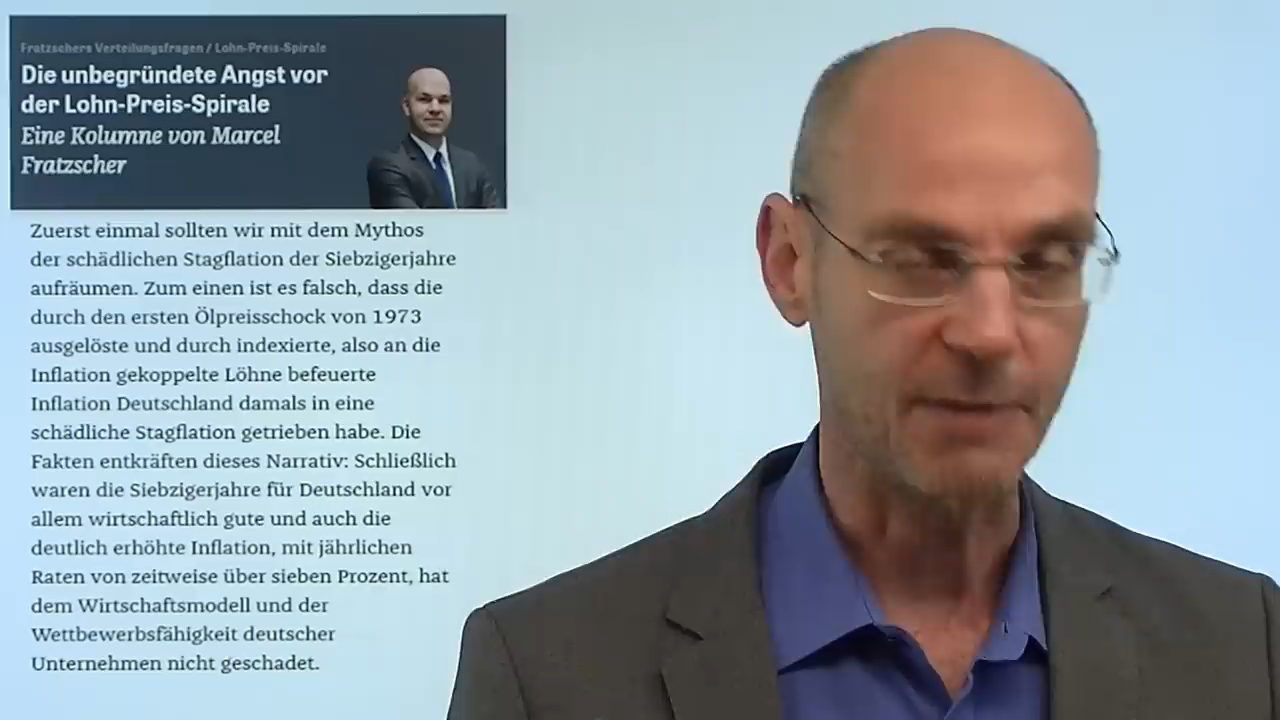 Fratzschers Verteilungsfragen / Lohn-Preis-Spirale
Die unbegründete Angst vor
der Lohn-Preis-Spirale
Eine Kolumne von Marcel
Fratzscher
Zuerst einmal sollten wir mit dem Mythos
der schädlichen Stagflation der Siebzigerjahre
aufräumen. Zum einen ist es falsch, dass die
durch den ersten Ölpreisschock von 1973
ausgelöste und durch indexierte, also an die
Inflation gekoppelte Löhne befeuerte
Inflation Deutschland damals in eine
schädliche Stagflation getrieben habe. Die
Fakten entkräften dieses Narrativ: Schließlich
waren die Siebzigerjahre für Deutschland vor
allem wirtschaftlich gute und auch die
deutlich erhöhte Inflation, mit jährlichen
Raten von zeitweise über sieben Prozent, hat
dem Wirtschaftsmodell und der
Wettbewerbsfähigkeit deutscher
Unternehmen nicht geschadet.